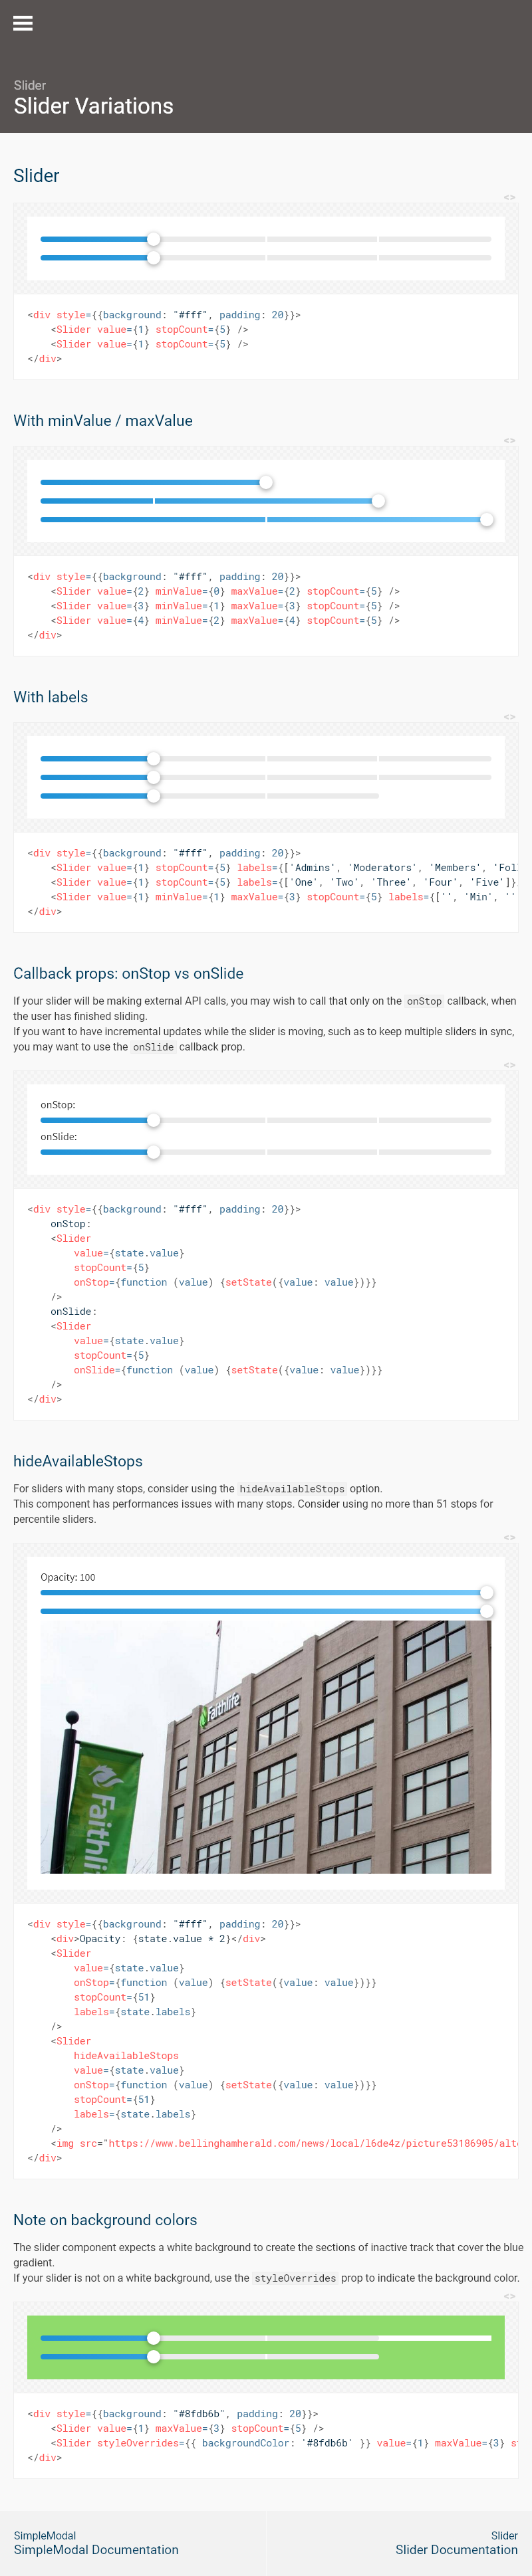 Slider
Slider Variations
Slider
<>
<div style={{background: "#fff", padding: 20}}>
<Slider value={1} stopCount={5} />
<Slider value={1} stopCount={5} />
</div>
With minValue / maxValue
<>
<div style={{background: "#fff", padding: 20}}>
<Slider value={2} minValue={0} maxValue={2} stopCount={5} />
<Slider value={3} minValue={1} maxValue={3} stopCount={5} />
<Slider value={4} minValue={2} maxValue={4} stopCount={5} />
</div>
With labels
<>
<div style={{background: "#fff", padding: 20}}>
<Slider value={1} stopCount={5} labels={['Admins', 'Moderators', 'Members', 'Fol
<Slider value={1} stopCount={5} labels={['One', 'Two', 'Three', 'Four', 'Five']}
<Slider value={1} minValue={1} maxValue={3} stopCount={5} labels={['', 'Min', ''
</div>
Callback props: onStop vs onSlide
If your slider will be making external API calls, you may wish to call that only on the onStop callback, when
the user has finished sliding.
If you want to have incremental updates while the slider is moving, such as to keep multiple sliders in sync,
you may want to use the onSlide callback prop.
<>
onStop:
onSlide:
<div style={{background: "#fff", padding: 20}}>
onStop:
<Slider
value={state.value}
stopCount={5}
onStop={function (value) {setState({value: value})}}
/>
onSlide:
<Slider
value={state.value}
stopCount={5}
onSlide={function (value) {setState({value: value})}}
/>
</div>
hideAvailableStops
For sliders with many stops, consider using the hideAvailableStops option.
This component has performances issues with many stops. Consider using no more than 51 stops for
percentile sliders.
<>
Opacity: 100
Faithlife
Faithlife
<div style={{background: "#fff", padding: 20}}>
<div>Opacity: {state.value * 2}</div>
<Slider
value={state.value}
onStop={function (value) {setState({value: value})}}
stopCount={51}
labels={state.labels}
/>
<Slider
hideAvailableStops
value={state.value}
onStop={function (value) {setState({value: value})}}
stopCount={51}
labels={state.labels}
/>
<img src="https://www.bellinghamherald.com/news/local/l6de4z/picture53186905/alt
</div>
Note on background colors
The slider component expects a white background to create the sections of inactive track that cover the blue
gradient.
If your slider is not on a white background, use the styleOverrides prop to indicate the background color.
<>
<div style={{background: "#8fdb6b", padding: 20}}>
<Slider value={1} maxValue={3} stopCount={5} />
<Slider styleOverrides={{ backgroundColor: '#8fdb6b' }} value={1} maxValue={3} s
</div>
SimpleModal
SimpleModal Documentation
Slider
Slider Documentation